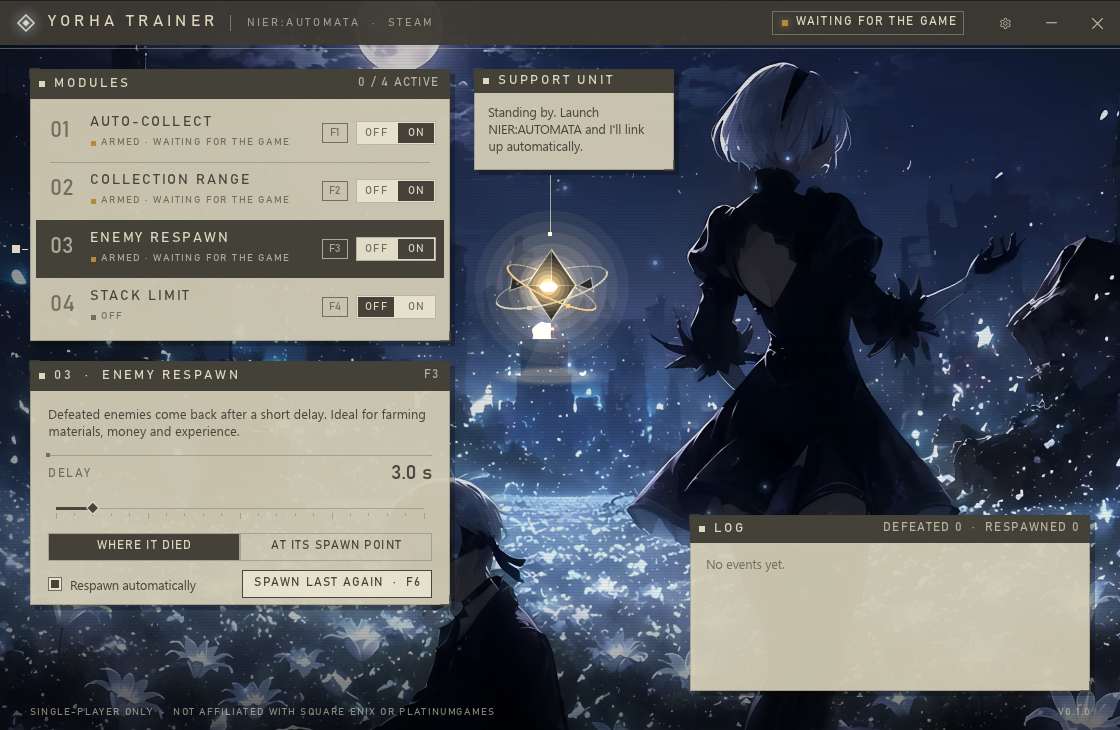 YORHA TRAINER
NIER:AUTOMATA · STEAM
WAITING FOR THE GAME
MODULES
0 / 4 ACTIVE
01
AUTO-COLLECT
ARMED · WAITING FOR THE GAME
F1
OFF
ON
02
COLLECTION RANGE
ARMED · WAITING FOR THE GAME
F2
OFF
ON
03
ENEMY RESPAWN
ARMED · WAITING FOR THE GAME
F3
OFF
ON
04
STACK LIMIT
OFF
F4
OFF
ON
SUPPORT UNIT
Standing by. Launch
NIER:AUTOMATA and I'll link
up automatically.
03 · ENEMY RESPAWN
F3
Defeated enemies come back after a short delay. Ideal for farming
materials, money and experience.
DELAY
3.0 s
WHERE IT DIED
AT ITS SPAWN POINT
Respawn automatically
SPAWN LAST AGAIN · F6
LOG
DEFEATED 0 · RESPAWNED 0
No events yet.
SINGLE-PLAYER ONLY · NOT AFFILIATED WITH SQUARE ENIX OR PLATINUMGAMES
V0.1.0